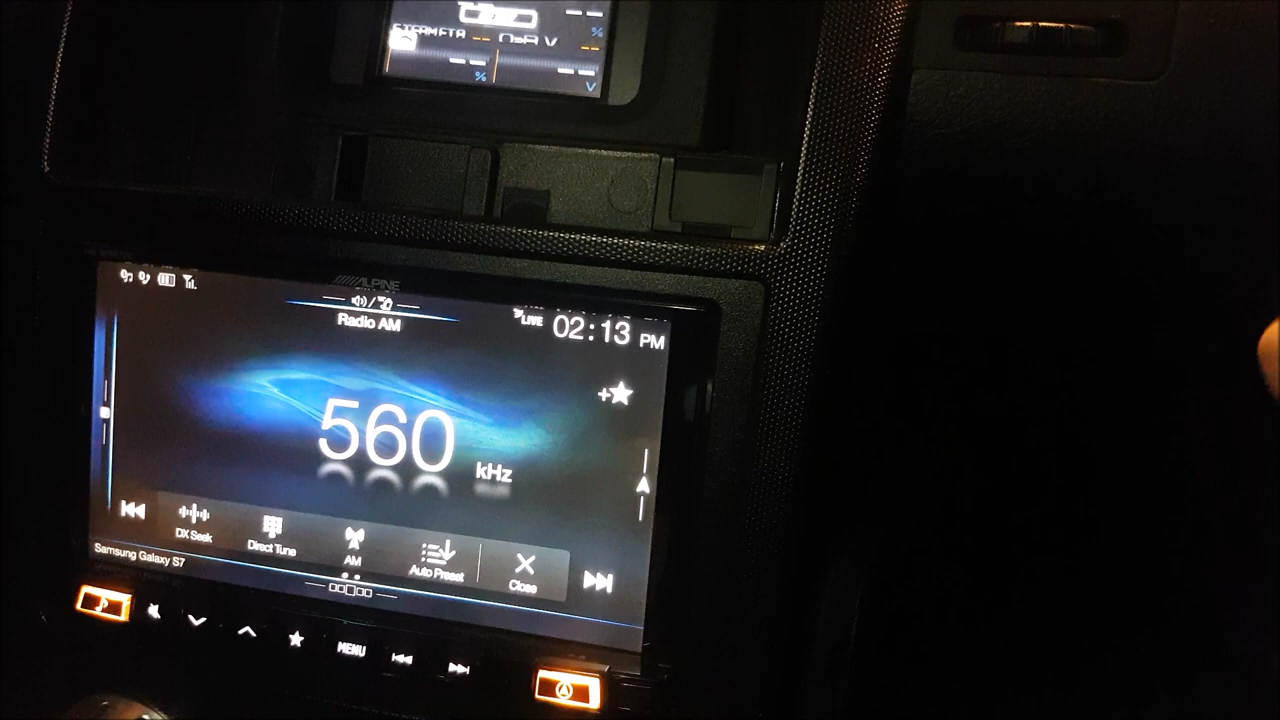 %
%
V
ALPINE
Radio AM
LIVE
02:13 PM
560 kHz
DX Seek
Direct Tune
AM
Auto Preset
Close
Samsung Galaxy S7
MENU